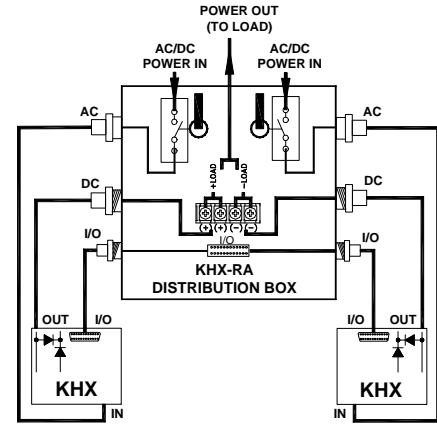 POWER OUT
(TO LOAD)
AC/DC
POWER IN
AC/DC
POWER IN
AC
AC
+LOAD
–LOAD
DC
DC
(+) (+) (–) (–)
I/O
I/O
I/O
KHX-RA
DISTRIBUTION BOX
OUT
I/O
I/O
OUT
KHX
KHX
IN
IN